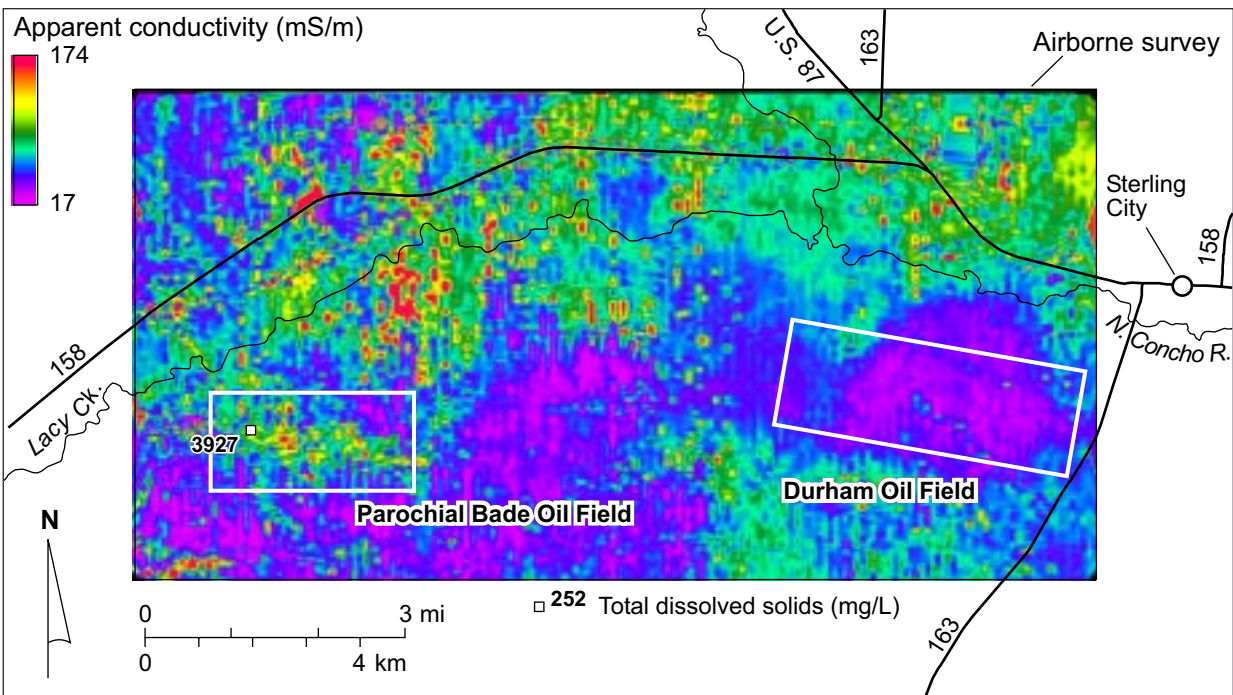 Apparent conductivity (mS/m)
174
17
U.S. 87
163
Airborne survey
Sterling
City
158
N. Concho R.
158
Lacy Ck.
3927
Parochial Bade Oil Field
Durham Oil Field
N
0
3 mi
0
4 km
252 Total dissolved solids (mg/L)
163